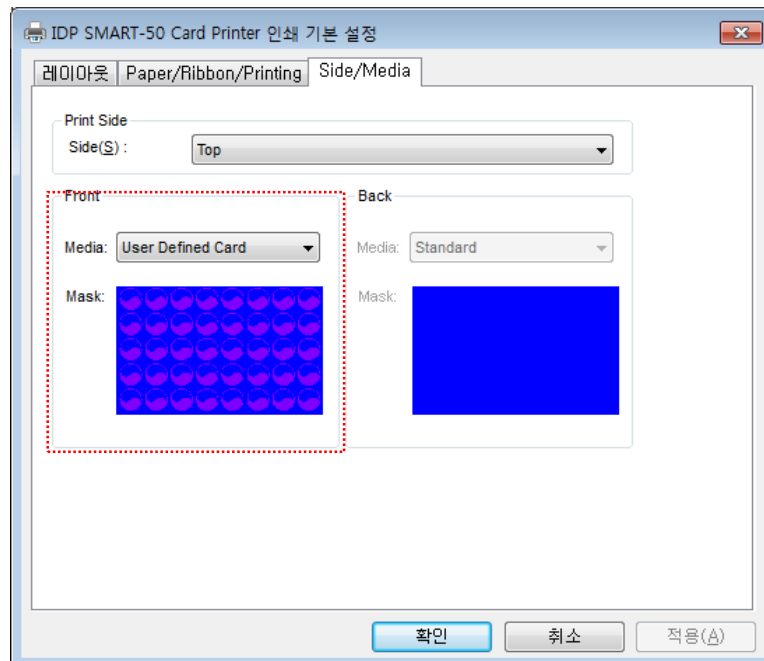 IDP SMART-50 Card Printer 인쇄 기본 설정
레이아웃 Paper/Ribbon/Printing Side/Media
Print Side
Side(S) : Top
Front
Media: User Defined Card
Mask:
Back
Media: Standard
Mask:
확인 취소 적용(A)